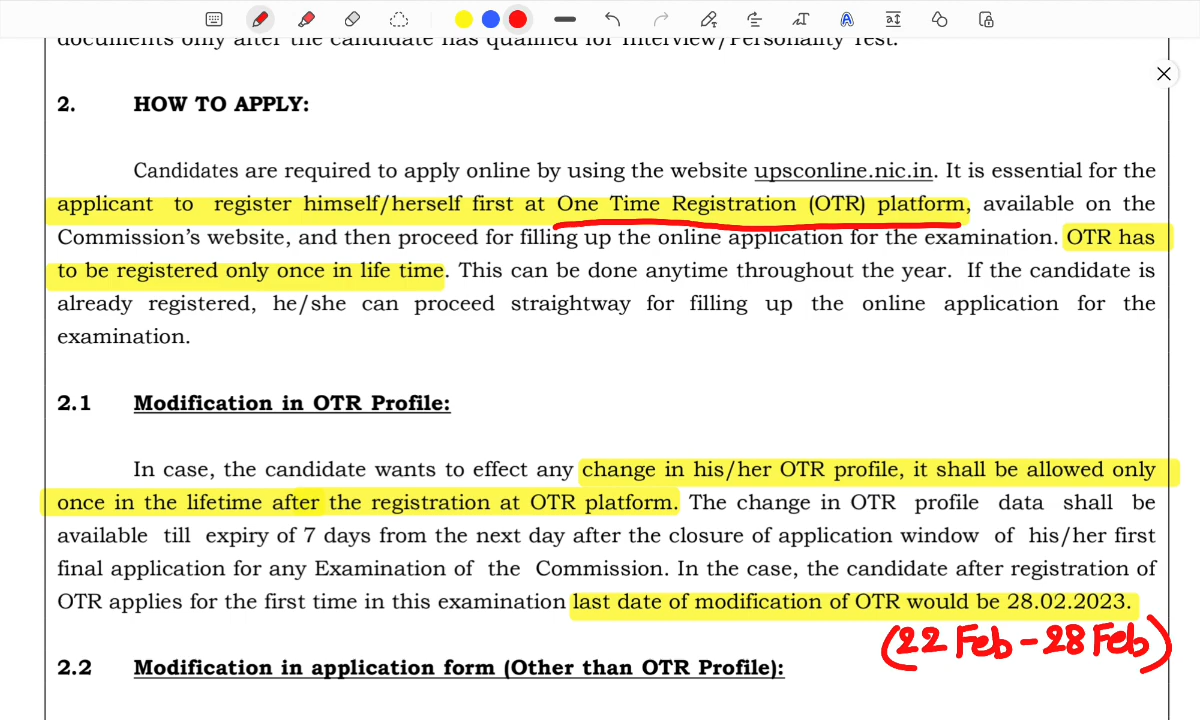 documents only after the candidate has qualified for Interview/Personality Test.
2. HOW TO APPLY:
Candidates are required to apply online by using the website upsconline.nic.in. It is essential for the
applicant to register himself/herself first at One Time Registration (OTR) platform, available on the
Commission’s website, and then proceed for filling up the online application for the examination. OTR has
to be registered only once in life time. This can be done anytime throughout the year. If the candidate is
already registered, he/she can proceed straightway for filling up the online application for the
examination.
2.1 Modification in OTR Profile:
In case, the candidate wants to effect any change in his/her OTR profile, it shall be allowed only
once in the lifetime after the registration at OTR platform. The change in OTR profile data shall be
available till expiry of 7 days from the next day after the closure of application window of his/her first
final application for any Examination of the Commission. In the case, the candidate after registration of
OTR applies for the first time in this examination last date of modification of OTR would be 28.02.2023.
(22 Feb - 28 Feb)
2.2 Modification in application form (Other than OTR Profile):